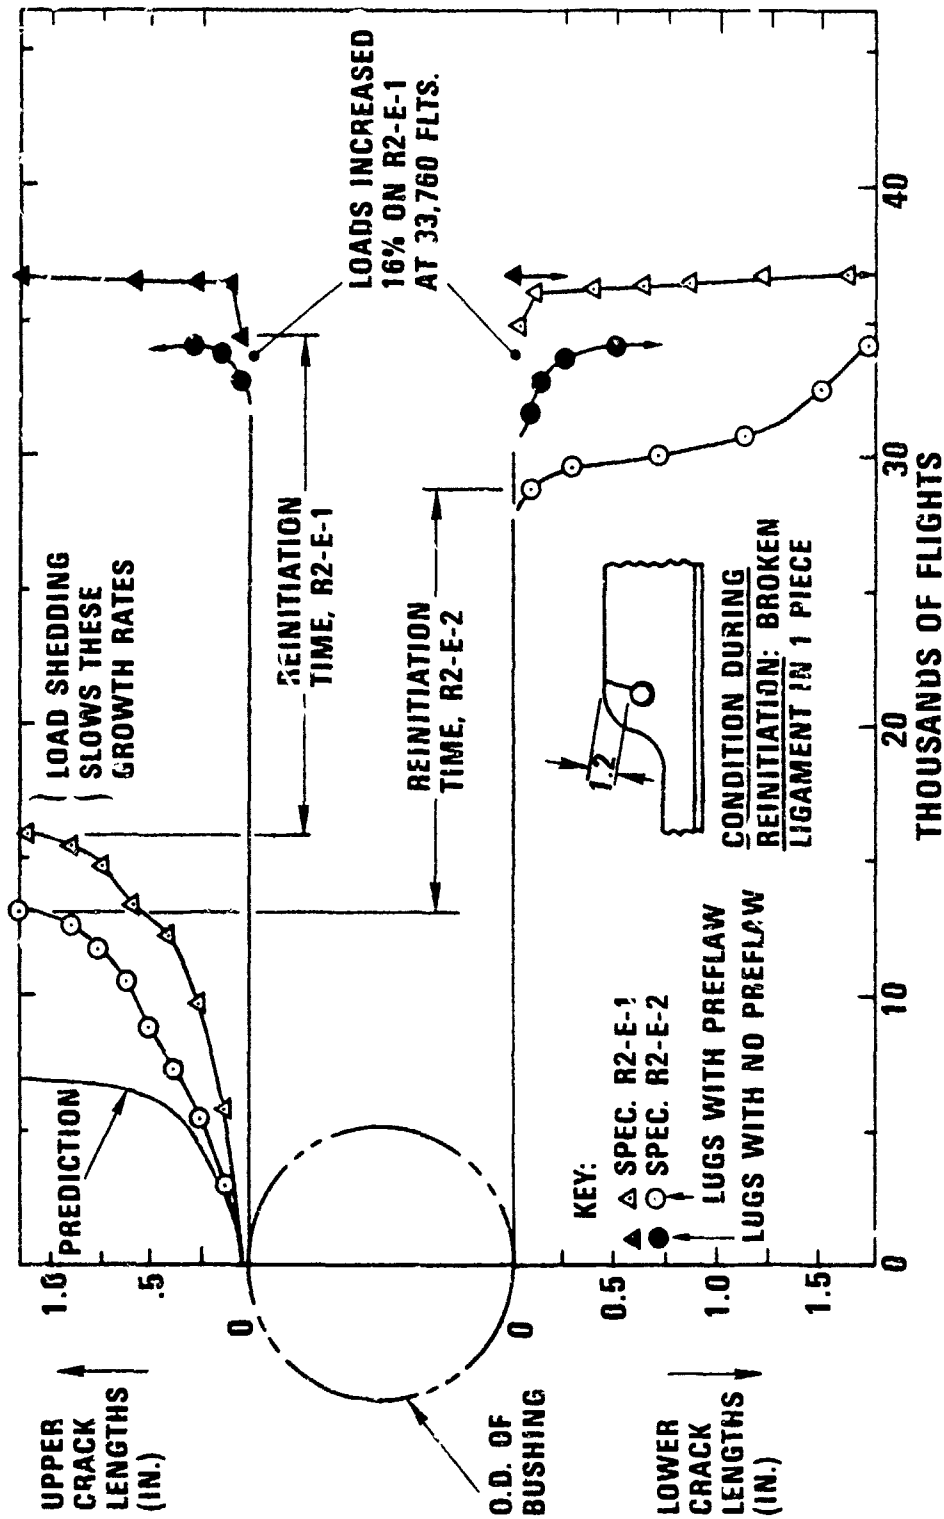 UPPER
CRACK
LENGTHS
(IN.)
1.0
.5
0
PREDICTION
LOAD SHEDDING
SLOWS THESE
GROWTH RATES
REINITIATION
TIME, R2-E-1
LOADS INCREASED
16% ON R2-E-1
AT 33,760 FLTS.
REINITIATION
TIME, R2-E-2
O.D. OF
BUSHING
LOWER
CRACK
LENGTHS
(IN.)
0
0.5
1.0
1.5
KEY:
SPEC. R2-E-1
SPEC. R2-E-2
LUGS WITH PREFLAW
LUGS WITH NO PREFLAW
1.2
CONDITION DURING
REINITIATION: BROKEN
LIGAMENT IN 1 PIECE
0
10
20
30
40
THOUSANDS OF FLIGHTS